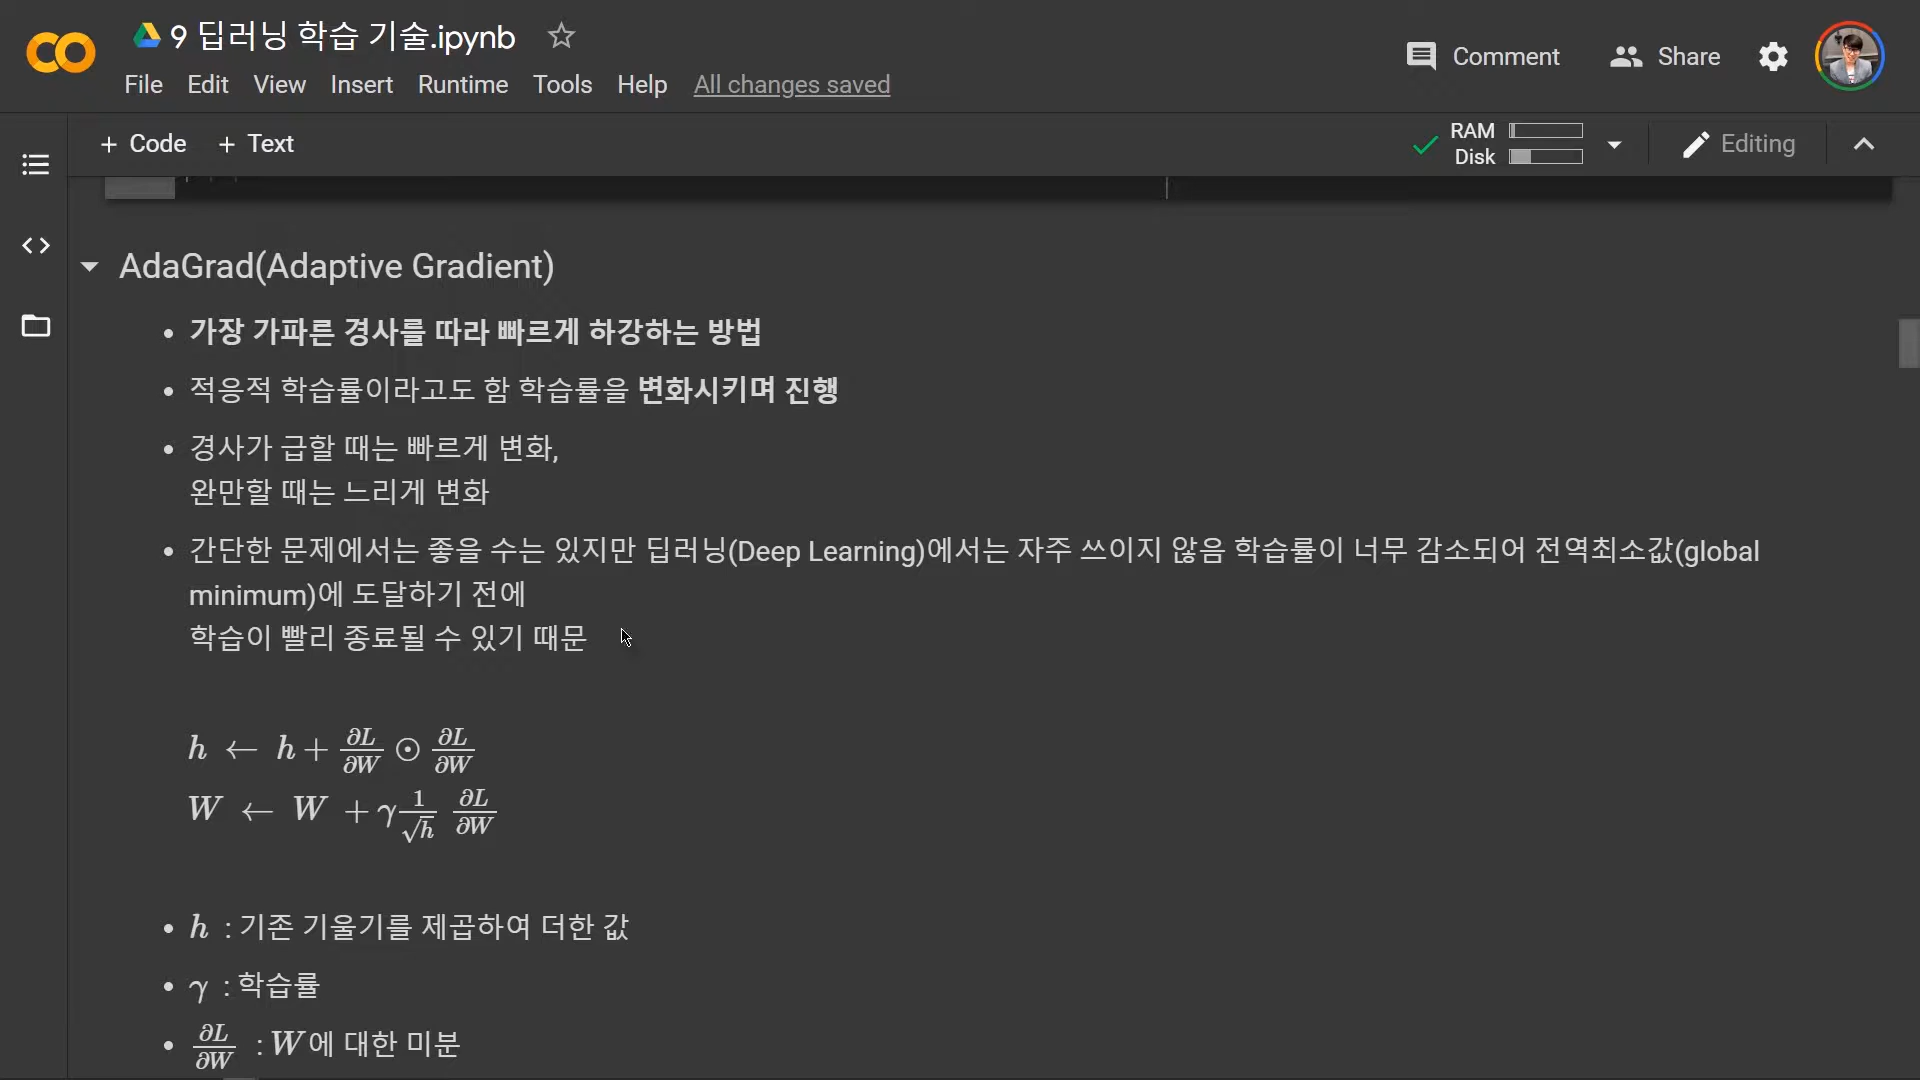 9 딥러닝 학습 기술.ipynb
Comment
Share
File Edit View Insert Runtime Tools Help All changes saved
+ Code + Text
RAM
Disk
Editing
AdaGrad(Adaptive Gradient)
• 가장 가파른 경사를 따라 빠르게 하강하는 방법
• 적응적 학습률이라고도 함 학습률을 변화시키며 진행
• 경사가 급할 때는 빠르게 변화,
완만할 때는 느리게 변화
• 간단한 문제에서는 좋을 수는 있지만 딥러닝(Deep Learning)에서는 자주 쓰이지 않음 학습률이 너무 감소되어 전역최소값(global
minimum)에 도달하기 전에
학습이 빨리 종료될 수 있기 때문
h ← h + ∂L/∂W ⊙ ∂L/∂W
W ← W + γ 1/√h ∂L/∂W
• h : 기존 기울기를 제곱하여 더한 값
• γ : 학습률
• ∂L/∂W : W에 대한 미분